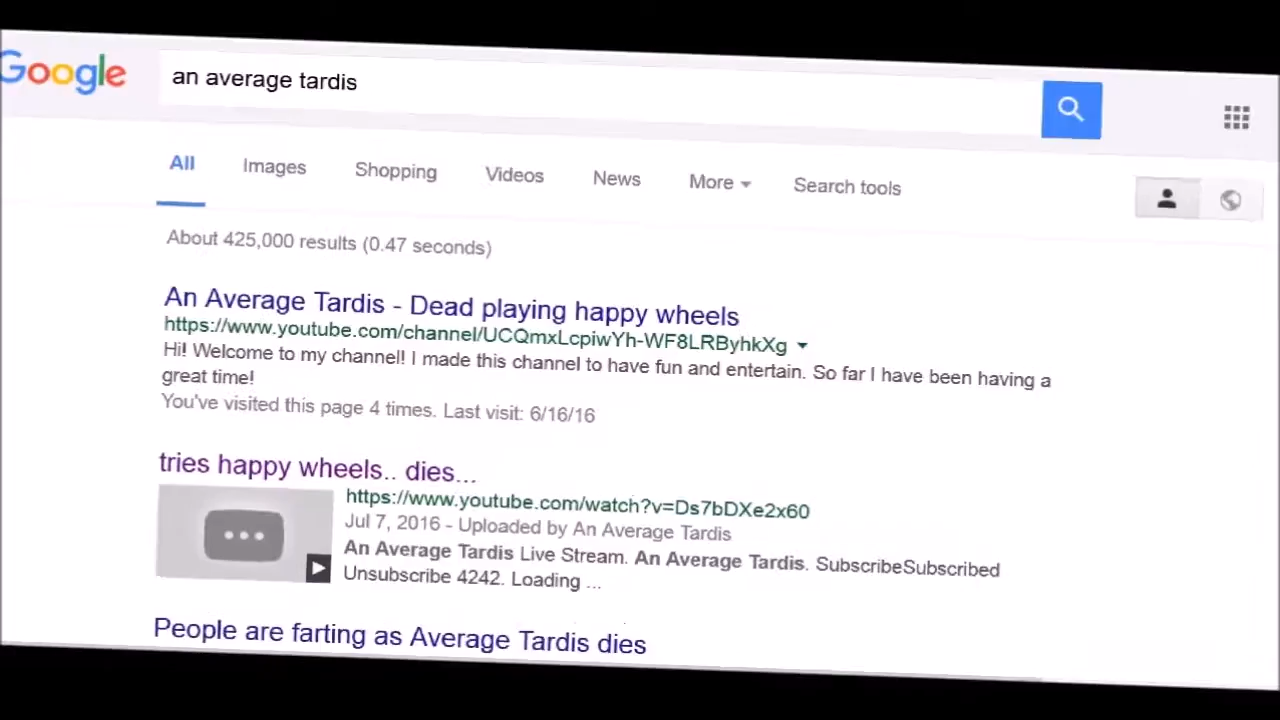 Google
an average tardis
All Images Shopping Videos News More Search tools
About 425,000 results (0.47 seconds)
An Average Tardis - Dead playing happy wheels
https://www.youtube.com/channel/UCQmxLcpiwYh-WF8LRByhkXg
Hi! Welcome to my channel! I made this channel to have fun and entertain. So far I have been having a
great time!
You've visited this page 4 times. Last visit: 6/16/16
tries happy wheels.. dies...
https://www.youtube.com/watch?v=Ds7bDXe2x60
Jul 7, 2016 - Uploaded by An Average Tardis
An Average Tardis Live Stream. An Average Tardis. SubscribeSubscribed
Unsubscribe 4242. Loading ...
People are farting as Average Tardis dies